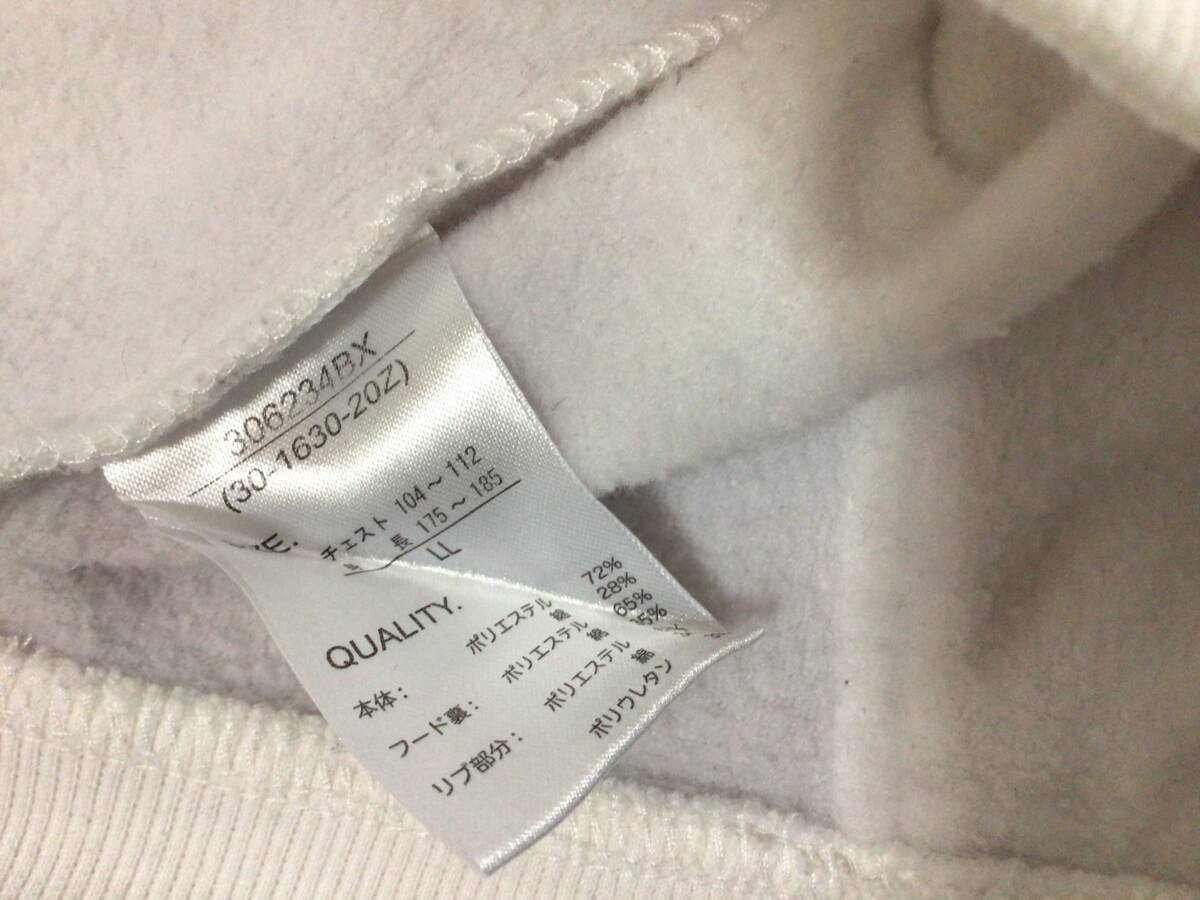 306234BX
(30-1630-20Z)
チェスト 104～112
長 175～185
LL
QUALITY.
本体: ポリエステル 72%
綿 28%
フード裏: ポリエステル 65%
綿
リブ部分: ポリエステル
綿
ポリウレタン